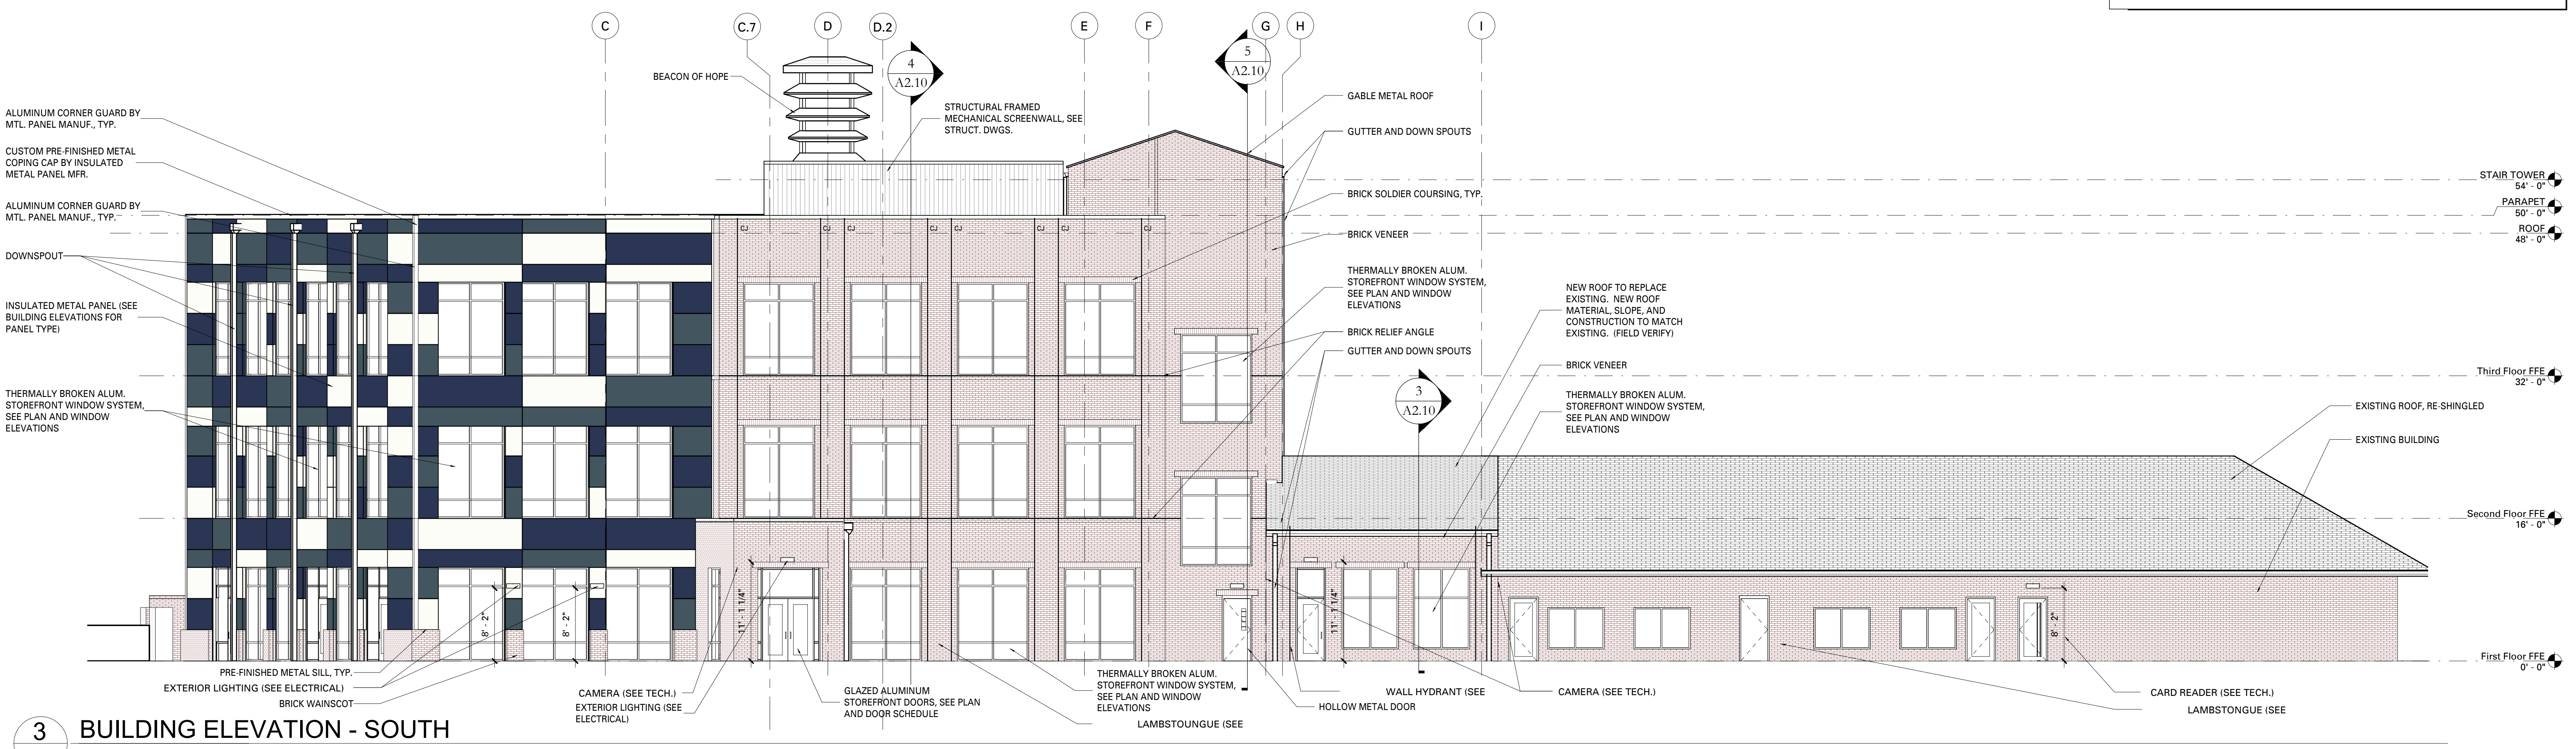 C
C.7
D
D.2
E
F
G
H
I
4
A2.10
5
A2.10
BEACON OF HOPE
STRUCTURAL FRAMED
MECHANICAL SCREENWALL, SEE
STRUCT. DWGS.
GABLE METAL ROOF
GUTTER AND DOWN SPOUTS
BRICK SOLDIER COURSING, TYP.
BRICK VENEER
THERMALLY BROKEN ALUM.
STOREFRONT WINDOW SYSTEM,
SEE PLAN AND WINDOW
ELEVATIONS
BRICK RELIEF ANGLE
GUTTER AND DOWN SPOUTS
ALUMINUM CORNER GUARD BY
MTL. PANEL MANUF., TYP.
CUSTOM PRE-FINISHED METAL
COPING CAP BY INSULATED
METAL PANEL MFR.
ALUMINUM CORNER GUARD BY
MTL. PANEL MANUF., TYP.
DOWNSPOUT
INSULATED METAL PANEL (SEE
BUILDING ELEVATIONS FOR
PANEL TYPE)
THERMALLY BROKEN ALUM.
STOREFRONT WINDOW SYSTEM,
SEE PLAN AND WINDOW
ELEVATIONS
CJ
CJ
CJ
CJ
CJ
CJ
CJ
CJ
NEW ROOF TO REPLACE
EXISTING. NEW ROOF
MATERIAL, SLOPE, AND
CONSTRUCTION TO MATCH
EXISTING. (FIELD VERIFY)
BRICK VENEER
THERMALLY BROKEN ALUM.
STOREFRONT WINDOW SYSTEM,
SEE PLAN AND WINDOW
ELEVATIONS
3
A2.10
STAIR TOWER
54' - 0"
PARAPET
50' - 0"
ROOF
48' - 0"
Third Floor FFE
32' - 0"
EXISTING ROOF, RE-SHINGLED
EXISTING BUILDING
Second Floor FFE
16' - 0"
First Floor FFE
0' - 0"
8' - 2"
8' - 2"
11' - 1 1/4"
11' - 1 1/4"
8' - 2"
PRE-FINISHED METAL SILL, TYP.
EXTERIOR LIGHTING (SEE ELECTRICAL)
BRICK WAINSCOT
CAMERA (SEE TECH.)
EXTERIOR LIGHTING (SEE
ELECTRICAL)
GLAZED ALUMINUM
STOREFRONT DOORS, SEE PLAN
AND DOOR SCHEDULE
THERMALLY BROKEN ALUM.
STOREFRONT WINDOW SYSTEM,
SEE PLAN AND WINDOW
ELEVATIONS
LAMBSTOUNGUE (SEE
WALL HYDRANT (SEE
HOLLOW METAL DOOR
CAMERA (SEE TECH.)
CARD READER (SEE TECH.)
LAMBSTONGUE (SEE
3
BUILDING ELEVATION - SOUTH